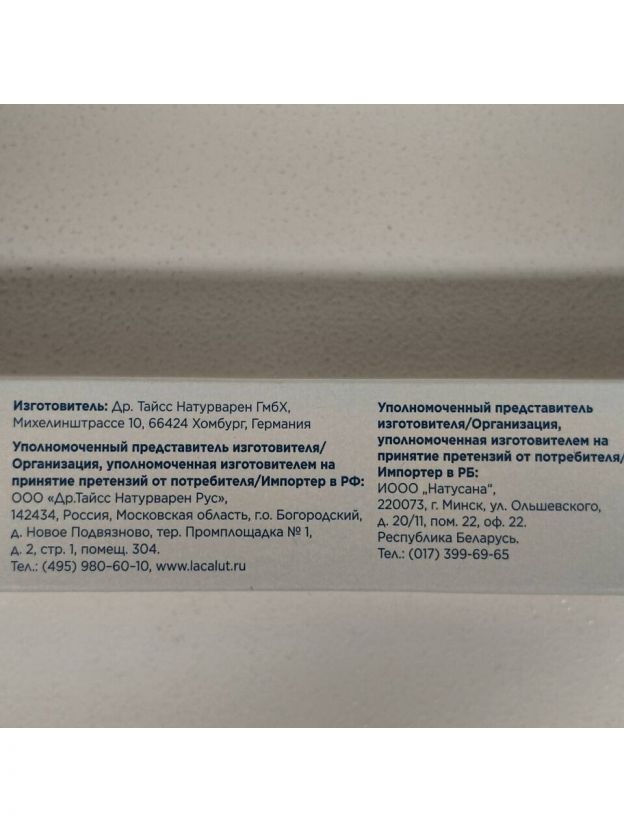 Изготовитель: Др. Тайсс Натурварен ГмбХ,
Михелинштрассе 10, 66424 Хомбург, Германия
Уполномоченный представитель изготовителя/
Организация, уполномоченная изготовителем на
принятие претензий от потребителя/Импортер в РФ:
ООО «Др.Тайсс Натурварен Рус»,
142434, Россия, Московская область, г.о. Богородский,
д. Новое Подвязново, тер. Промплощадка № 1,
д. 2, стр. 1, помещ. 304.
Тел.: (495) 980-60-10, www.lacalut.ru
Уполномоченный представитель
изготовителя/Организация,
уполномоченная изготовителем на
принятие претензий от потребителя/
Импортер в РБ:
ИООО „Натусана“,
220073, г. Минск, ул. Ольшевского,
д. 20/11, пом. 22, оф. 22.
Республика Беларусь.
Тел.: (017) 399-69-65